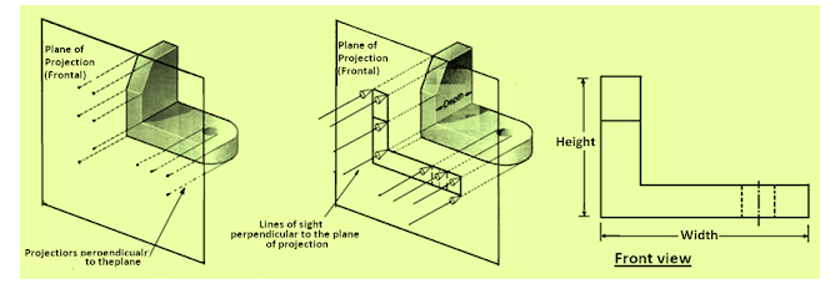 Plane of
Projection
(Frontal)
Projectiors perpendicualr
to theplane
Plane of
Projection
(Frontal)
Depth
Lines of sight
perpendicular to the plane
of projection
Height
Width
Front view